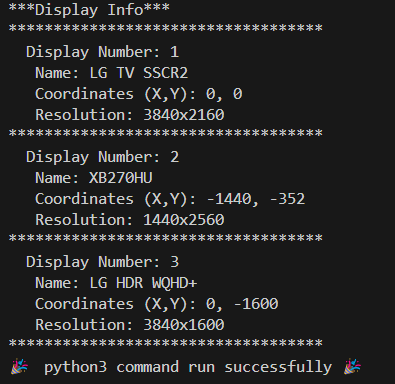 ***Display Info***
***********************************
Display Number: 1
Name: LG TV SSCR2
Coordinates (X,Y): 0, 0
Resolution: 3840x2160
***********************************
Display Number: 2
Name: XB270HU
Coordinates (X,Y): -1440, -352
Resolution: 1440x2560
***********************************
Display Number: 3
Name: LG HDR WQHD+
Coordinates (X,Y): 0, -1600
Resolution: 3840x1600
***********************************
🎉 python3 command run successfully 🎉